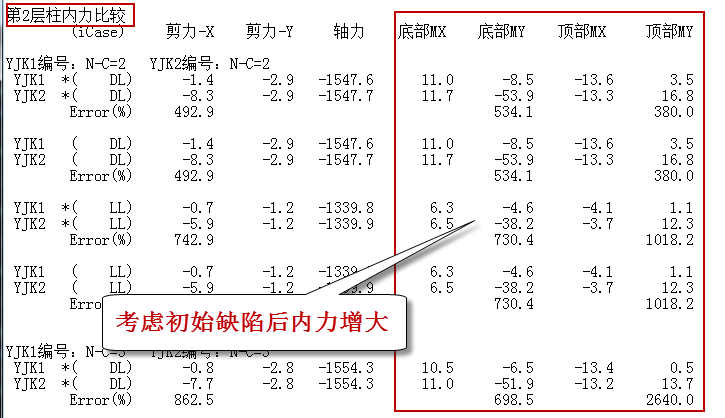 第2层柱内力比较
(iCase) 剪力-X 剪力-Y 轴力 底部MX 底部MY 顶部MX 顶部MY
YJK1编号: N-C=2 YJK2编号: N-C=2
YJK1 *( DL) -1.4 -2.9 -1547.6 11.0 -8.5 -13.6 3.5
YJK2 *( DL) -8.3 -2.9 -1547.7 11.7 -53.9 -13.3 16.8
Error(%) 492.9 534.1 380.0
YJK1 ( DL) -1.4 -2.9 -1547.6 11.0 -8.5 -13.6 3.5
YJK2 ( DL) -8.3 -2.9 -1547.7 11.7 -53.9 -13.3 16.8
Error(%) 492.9 534.1 380.0
YJK1 *( LL) -0.7 -1.2 -1339.8 6.3 -4.6 -4.1 1.1
YJK2 *( LL) -5.9 -1.2 -1339.9 6.5 -38.2 -3.7 12.3
Error(%) 742.9 730.4 1018.2
YJK1 ( LL) -0.7 -1.2 6.3 -4.6 -4.1 1.1
YJK2 ( LL) -5.9 6.5 -38.2 -3.7 12.3
730.4 1018.2
考虑初始缺陷后内力增大
YJK1编号: N-C=3 YJK2编号: N-C=3
YJK1 *( DL) -0.8 -2.8 -1554.3 10.5 -6.5 -13.4 0.5
YJK2 *( DL) -7.7 -2.8 -1554.3 11.0 -51.9 -13.2 13.7
Error(%) 862.5 698.5 2640.0